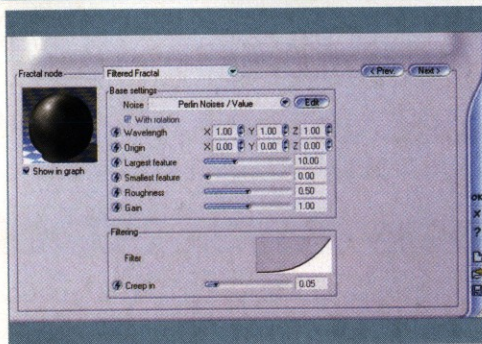 Fractal node
Filtered Fractal
< Prev.
Next >
Base settings
Noise
Perlin Noises / Value
Edit
With rotation
Wavelength X 1.00 Y 1.00 Z 1.00
Origin X 0.00 Y 0.00 Z 0.00
Show in graph
Largest feature 10.00
Smallest feature 0.00
Roughness 0.50
Gain 1.00
Filtering
Filter
Creep in 0.05
OK
X
?